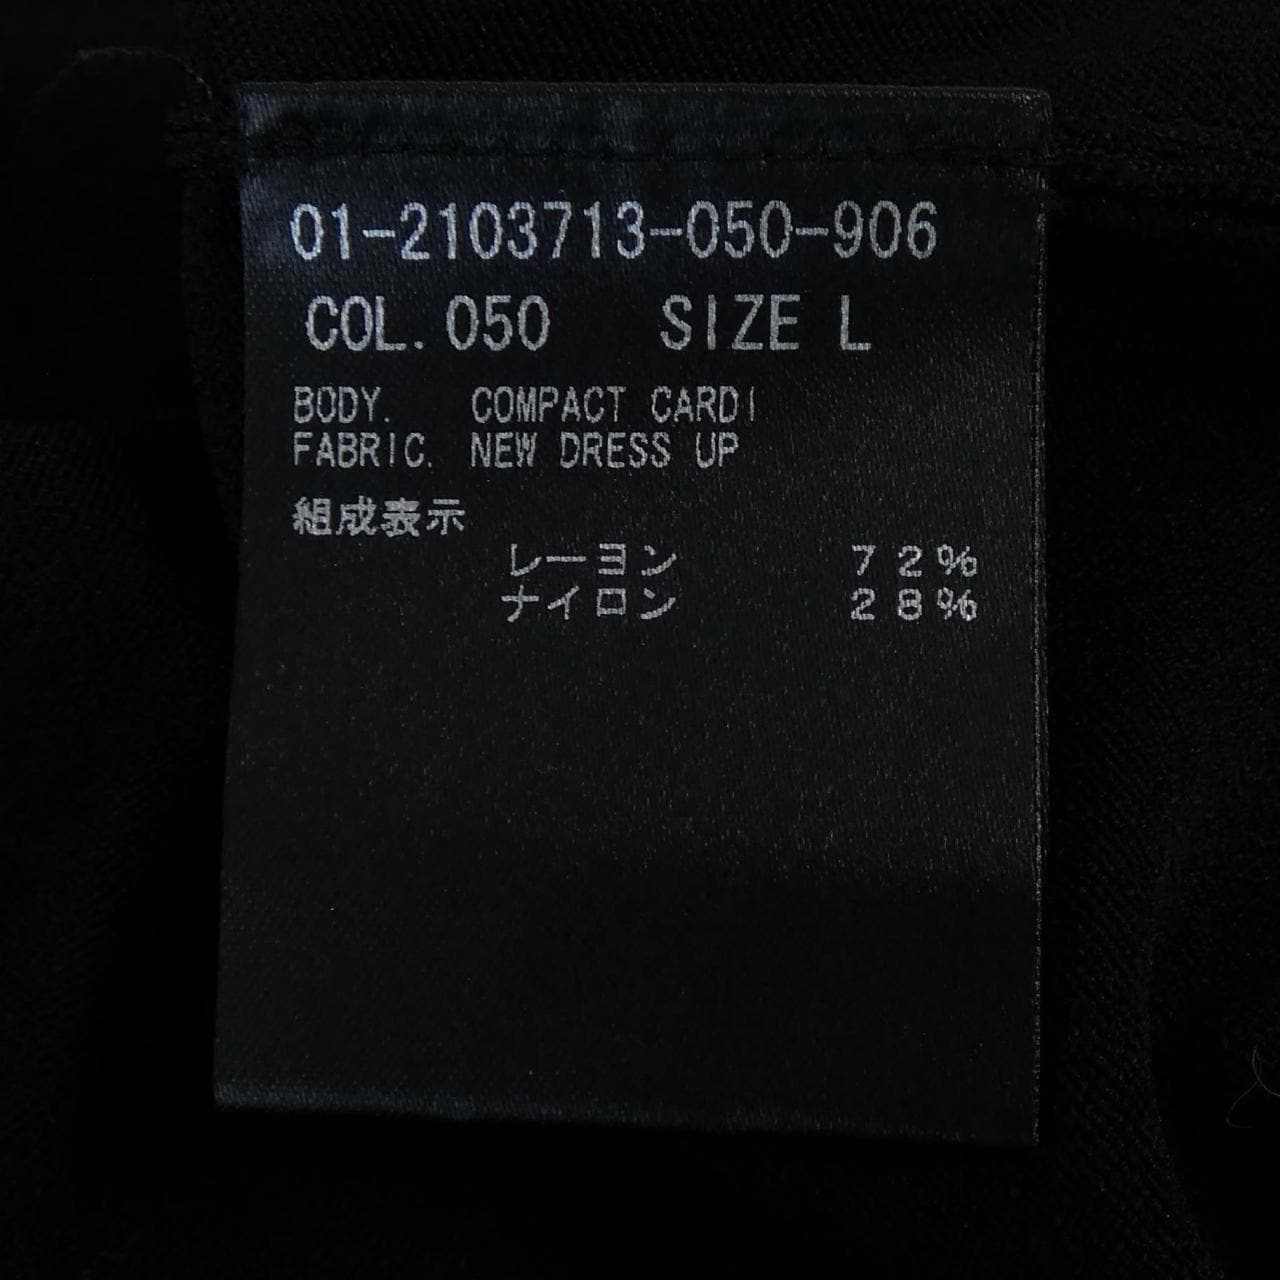 01-2103713-050-906
COL. 050 SIZE L
BODY. COMPACT CARDI
FABRIC. NEW DRESS UP
組成表示
レーヨン 72%
ナイロン 28%